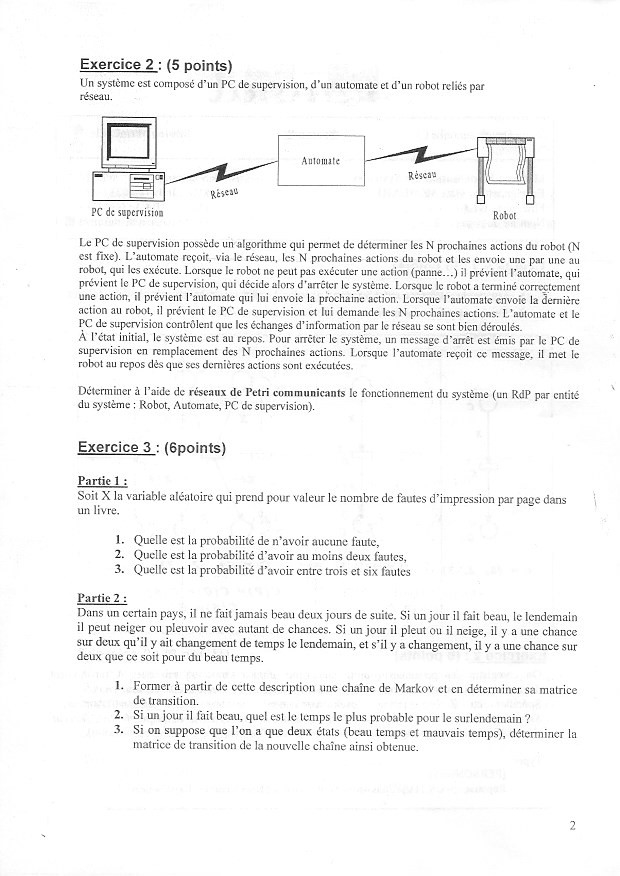 Exercice 2 : (5 points)
Un système est composé d'un PC de supervision, d'un automate et d'un robot reliés par
réseau.
Automate
Réseau
Réseau
PC de supervision
Robot
Le PC de supervision possède un algorithme qui permet de déterminer les N prochaines actions du robot (N
est fixe). L'automate reçoit, via le réseau, les N prochaines actions du robot et les envoie une par une au
robot, qui les exécute. Lorsque le robot ne peut pas exécuter une action (panne...) il prévient l'automate, qui
prévient le PC de supervision, qui décide alors d'arrêter le système. Lorsque le robot a terminé correctement
une action, il prévient l'automate qui lui envoie la prochaine action. Lorsque l'automate envoie la dernière
action au robot, il prévient le PC de supervision et lui demande les N prochaines actions. L'automate et le
PC de supervision contrôlent que les échanges d'information par le réseau se sont bien déroulés.
À l'état initial, le système est au repos. Pour arrêter le système, un message d'arrêt est émis par le PC de
supervision en remplacement des N prochaines actions. Lorsque l'automate reçoit ce message, il met le
robot au repos dès que ses dernières actions sont exécutées.
Déterminer à l'aide de réseaux de Petri communicants le fonctionnement du système (un RdP par entité
du système : Robot, Automate, PC de supervision).
Exercice 3 : (6points)
Partie 1 :
Soit X la variable aléatoire qui prend pour valeur le nombre de fautes d'impression par page dans
un livre.
1. Quelle est la probabilité de n'avoir aucune faute,
2. Quelle est la probabilité d'avoir au moins deux fautes,
3. Quelle est la probabilité d'avoir entre trois et six fautes
Partie 2 :
Dans un certain pays, il ne fait jamais beau deux jours de suite. Si un jour il fait beau, le lendemain
il peut neiger ou pleuvoir avec autant de chances. Si un jour il pleut ou il neige, il y a une chance
sur deux qu'il y ait changement de temps le lendemain, et s'il y a changement, il y a une chance sur
deux que ce soit pour du beau temps.
1. Former à partir de cette description une chaîne de Markov et en déterminer sa matrice
de transition.
2. Si un jour il fait beau, quel est le temps le plus probable pour le surlendemain ?
3. Si on suppose que l'on a que deux états (beau temps et mauvais temps), déterminer la
matrice de transition de la nouvelle chaîne ainsi obtenue.
2